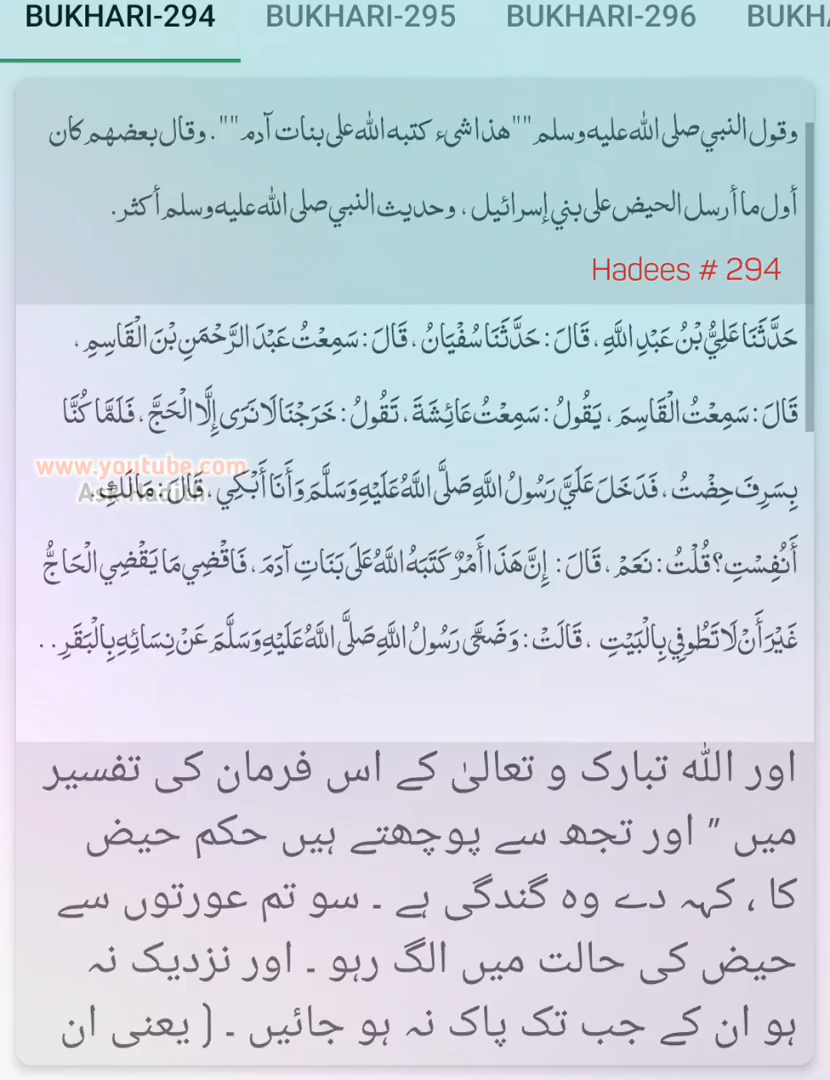 BUKHARI-294 BUKHARI-295 BUKHARI-296 BUKH
وقول النبي صلى الله عليه وسلم ""هذا شىء كتبه الله على بنات آدم"". وقال بعضهم كان
أول ما أرسل الحيض على بني إسرائيل، وحديث النبي صلى الله عليه وسلم أكثر.
Hadees # 294
حَدَّثَنَا عَلِيُّ بْنُ عَبْدِ اللَّهِ، قَالَ: حَدَّثَنَا سُفْيَانُ، قَالَ: سَمِعْتُ عَبْدَ الرَّحْمَنِ بْنَ الْقَاسِمِ،
قَالَ: سَمِعْتُ الْقَاسِمَ، يَقُولُ: سَمِعْتُ عَائِشَةَ، تَقُولُ: خَرَجْنَا لَا نَرَى إِلَّا الْحَجَّ، فَلَمَّا كُنَّا
www.youtube.com
بِسَرِفَ حِضْتُ، فَدَخَلَ عَلَيَّ رَسُولُ اللَّهِ صَلَّى اللَّهُ عَلَيْهِ وَسَلَّمَ وَأَنَا أَبْكِي، قَالَ: مَا لَكِ،
أَنُفِسْتِ؟ قُلْتُ: نَعَمْ، قَالَ: إِنَّ هَذَا أَمْرٌ كَتَبَهُ اللَّهُ عَلَى بَنَاتِ آدَمَ، فَاقْضِي مَا يَقْضِي الْحَاجُّ
غَيْرَ أَنْ لَا تَطُوفِي بِالْبَيْتِ، قَالَتْ: وَضَحَّى رَسُولُ اللَّهِ صَلَّى اللَّهُ عَلَيْهِ وَسَلَّمَ عَنْ نِسَائِهِ بِالْبَقَرِ..
اور اللہ تبارک و تعالیٰ کے اس فرمان کی تفسیر
میں ” اور تجھ سے پوچھتے ہیں حکم حیض
کا ، کہہ دے وہ گندگی ہے ۔ سو تم عورتوں سے
حیض کی حالت میں الگ رہو ۔ اور نزدیک نہ
ہو ان کے جب تک پاک نہ ہو جائیں ۔ ( یعنی ان